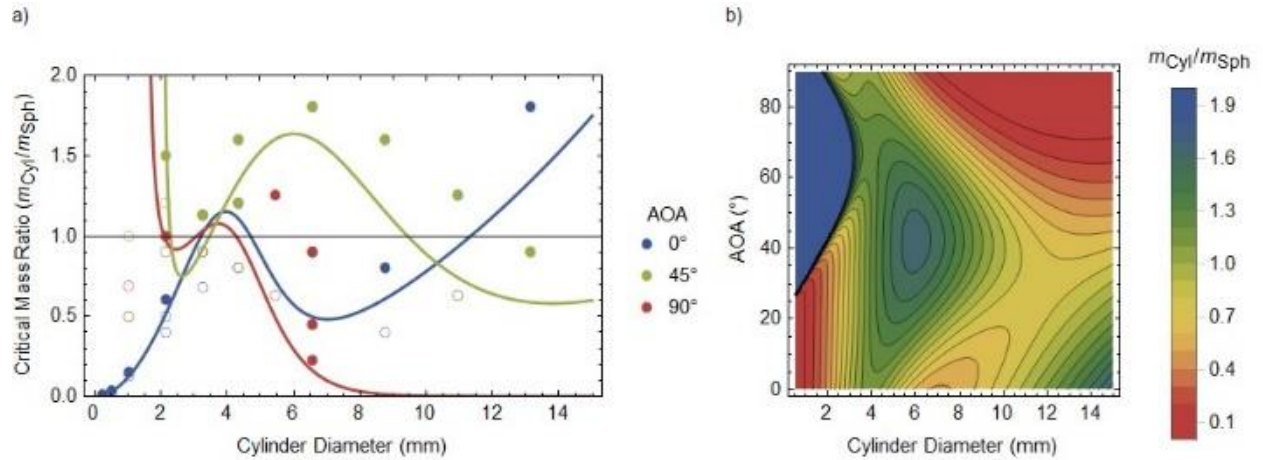 a)
2.0
1.5
1.0
0.5
0.0
0 2 4 6 8 10 12 14
Critical Mass Ratio (mCyl/mSph)
Cylinder Diameter (mm)
AOA
0°
45°
90°
b)
80
60
40
20
0
2 4 6 8 10 12 14
AOA (°)
Cylinder Diameter (mm)
mCyl/mSph
1.9
1.6
1.3
1.0
0.7
0.4
0.1